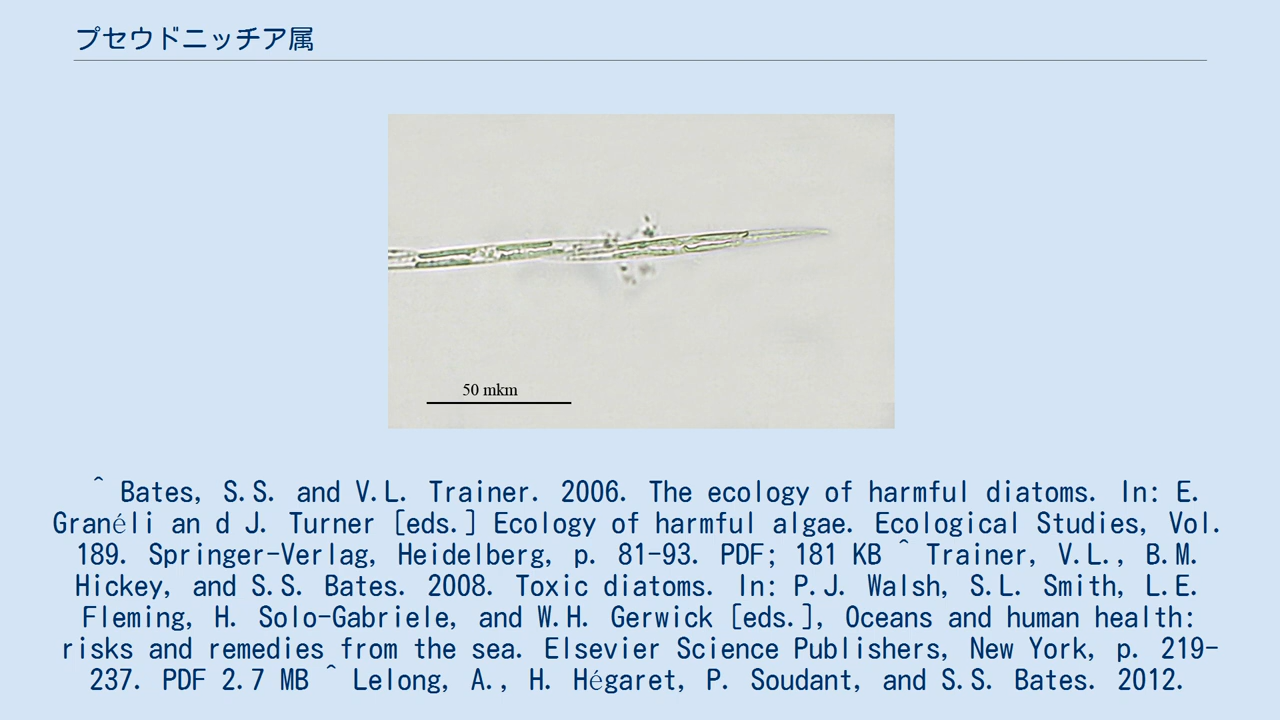 プセウドニッチア属
50 mkm
^ Bates, S.S. and V.L. Trainer. 2006. The ecology of harmful diatoms. In: E.
Granéli an d J. Turner [eds.] Ecology of harmful algae. Ecological Studies, Vol.
189. Springer-Verlag, Heidelberg, p. 81-93. PDF; 181 KB ^ Trainer, V.L., B.M.
Hickey, and S.S. Bates. 2008. Toxic diatoms. In: P.J. Walsh, S.L. Smith, L.E.
Fleming, H. Solo-Gabriele, and W.H. Gerwick [eds.], Oceans and human health:
risks and remedies from the sea. Elsevier Science Publishers, New York, p. 219-
237. PDF 2.7 MB ^ Lelong, A., H. Hégaret, P. Soudant, and S.S. Bates. 2012.